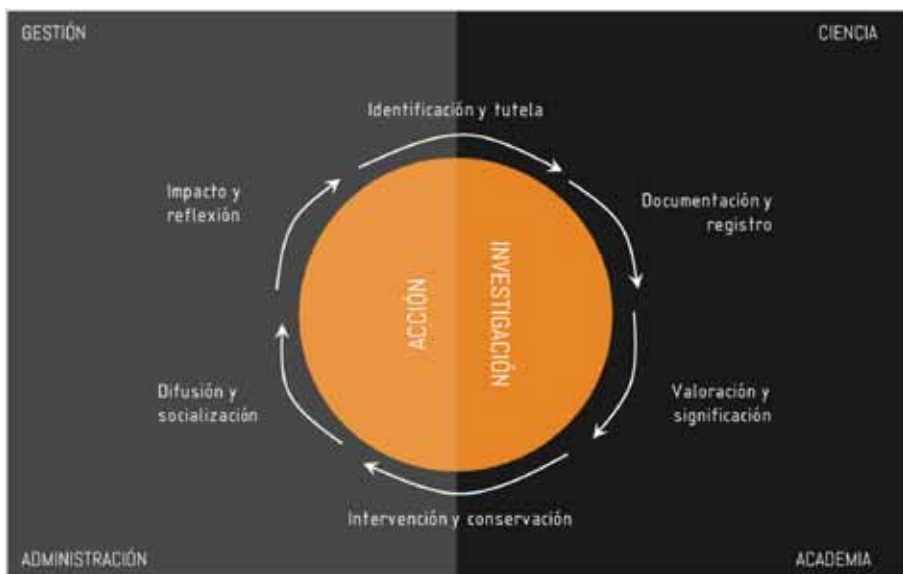 GESTIÓN
CIENCIA
Identificación y tutela
Impacto y
reflexión
Documentación y
registro
ACCIÓN
INVESTIGACIÓN
Difusión y
socialización
Valoración y
significación
Intervención y conservación
ADMINISTRACIÓN
ACADEMIA